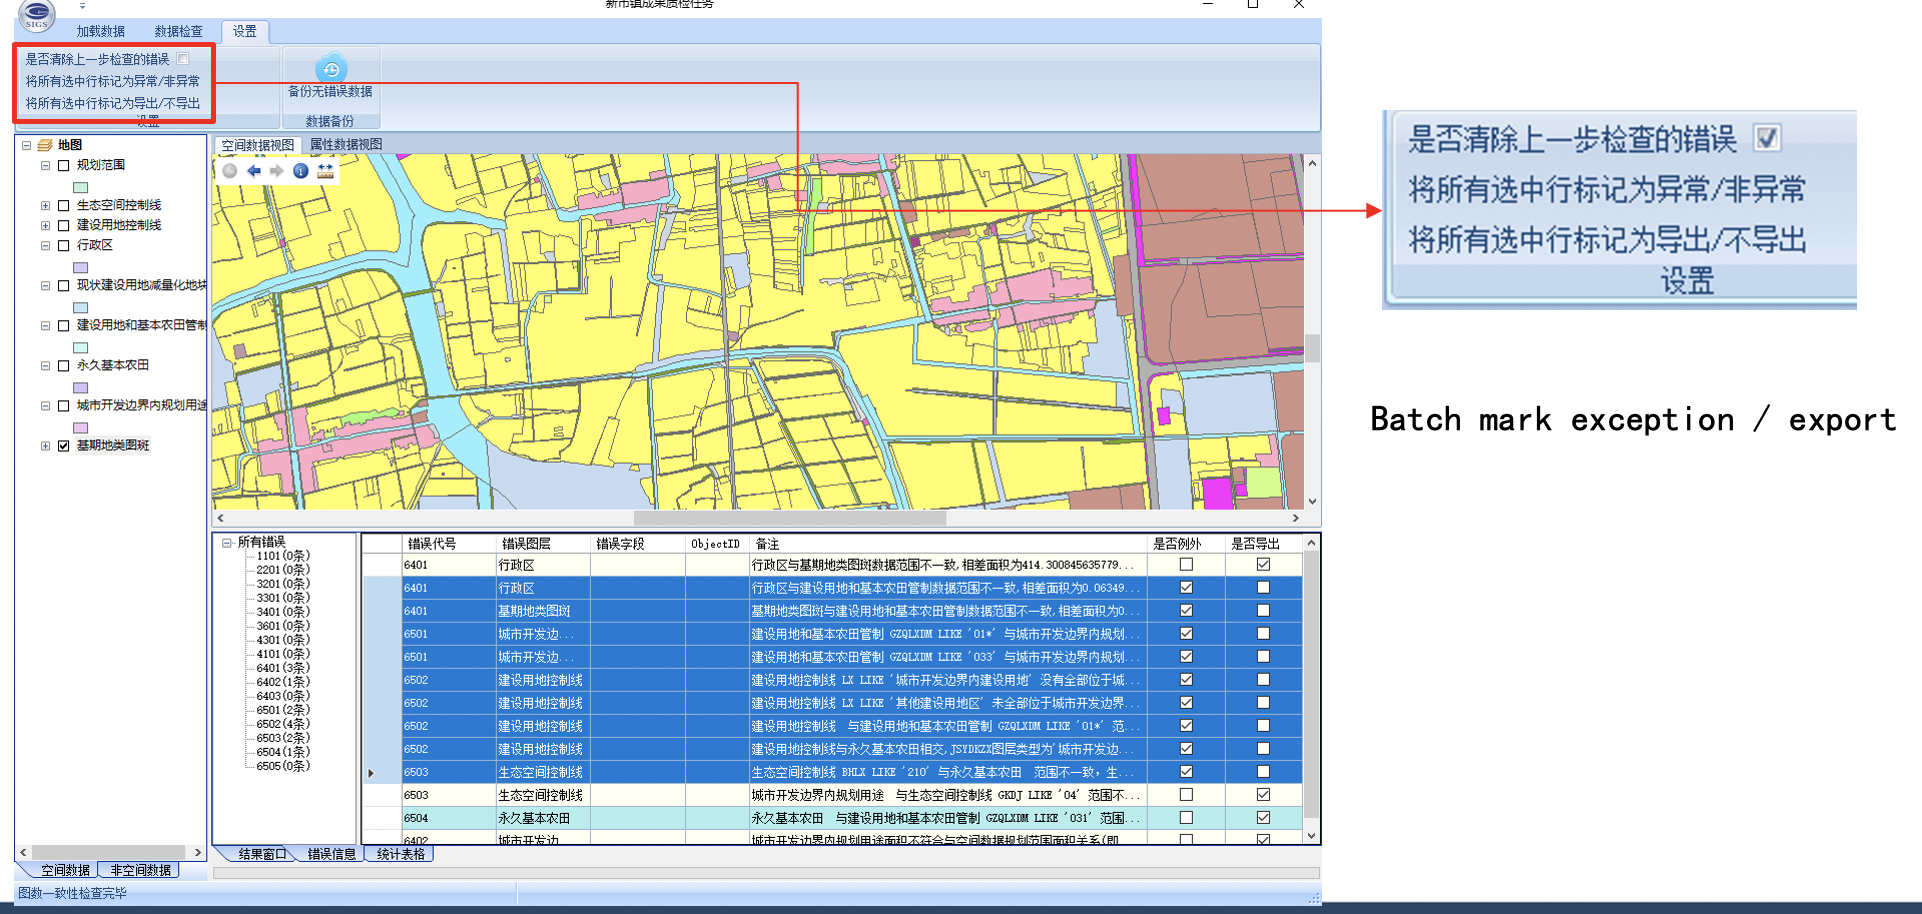 新市镇成果质检任务
SIGS
加载数据 数据检查 设置
是否清除上一步检查的错误
将所有选中行标记为异常/非异常
将所有选中行标记为导出/不导出
设置
备份无错误数据
数据备份
是否清除上一步检查的错误
将所有选中行标记为异常/非异常
将所有选中行标记为导出/不导出
设置
Batch mark exception / export
地图
规划范围
生态空间控制线
建设用地控制线
行政区
现状建设用地减量化地块
建设用地和基本农田管制
永久基本农田
城市开发边界内规划用途
基期地类图斑
空间数据 非空间数据
空间数据视图 属性数据视图
所有错误
1101(0条)
2201(0条)
3201(0条)
3301(0条)
3401(0条)
3601(0条)
4301(0条)
4101(0条)
6401(3条)
6402(1条)
6403(0条)
6501(2条)
6502(4条)
6503(2条)
6504(1条)
6505(0条)
错误代号 错误图层 错误字段 ObjectID 备注 是否例外 是否导出
6401 行政区 行政区与基期地类图斑数据范围不一致,相差面积为414.300845635779...
6401 行政区 行政区与建设用地和基本农田管制数据范围不一致,相差面积为0.06349...
6401 基期地类图斑 基期地类图斑与建设用地和基本农田管制数据范围不一致,相差面积为0...
6501 城市开发边... 建设用地和基本农田管制 GZQLXDM LIKE '01*' 与城市开发边界内规划...
6501 城市开发边... 建设用地和基本农田管制 GZQLXDM LIKE '033' 与城市开发边界内规划...
6502 建设用地控制线 建设用地控制线 LX LIKE '城市开发边界内建设用地' 没有全部位于城...
6502 建设用地控制线 建设用地控制线 LX LIKE '其他建设用地区' 未全部位于城市开发边界...
6502 建设用地控制线 建设用地控制线 与建设用地和基本农田管制 GZQLXDM LIKE '01*' 范...
6502 建设用地控制线 建设用地控制线与永久基本农田相交,JSYDKZX图层类型为'城市开发边...
6503 生态空间控制线 生态空间控制线 BHLX LIKE '210' 与永久基本农田 范围不一致，生...
6503 生态空间控制线 城市开发边界内规划用途 与生态空间控制线 GKDJ LIKE '04' 范围不...
6504 永久基本农田 永久基本农田 与建设用地和基本农田管制 GZQLXDM LIKE '031' 范围...
6402 城市开发边 城市开发边界内规划用途面积不符合与空间数据规划范围面积关系(即
结果窗口 错误信息 统计表格
图数一致性检查完毕